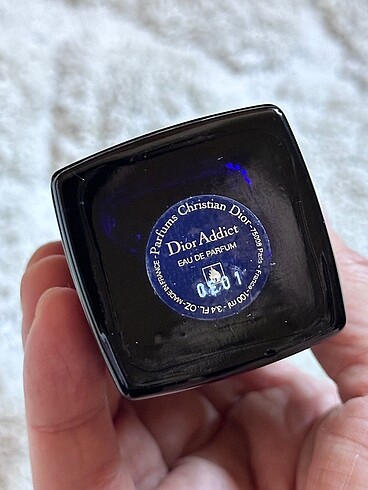 Parfums Christian Dior - 75008 Paris - France - 100 ml - 3.4 FL.OZ. - MADE IN FRANCE -
Dior Addict
EAU DE PARFUM